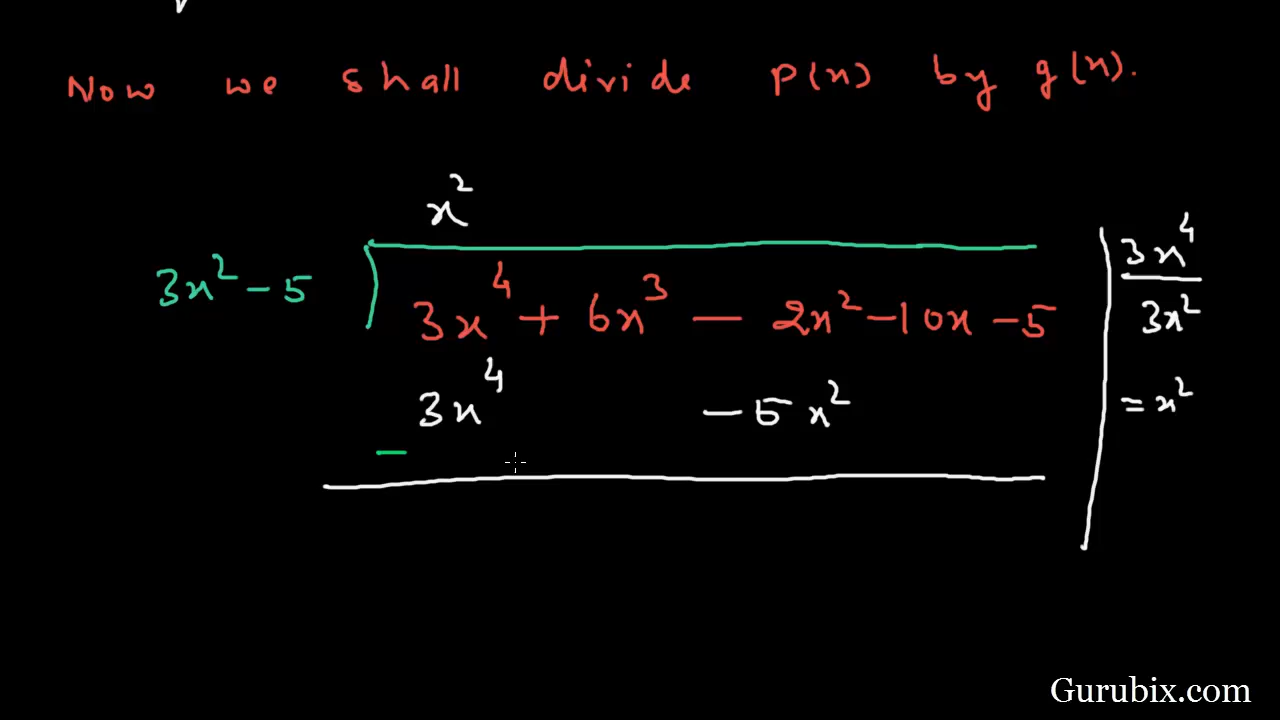 Now we shall divide p(x) by g(x).
x²
3x² - 5
3x⁴ + 6x³ - 2x² - 10x - 5
3x⁴ - 5x²
-
3x⁴
3x²
= x²
Gurubix.com